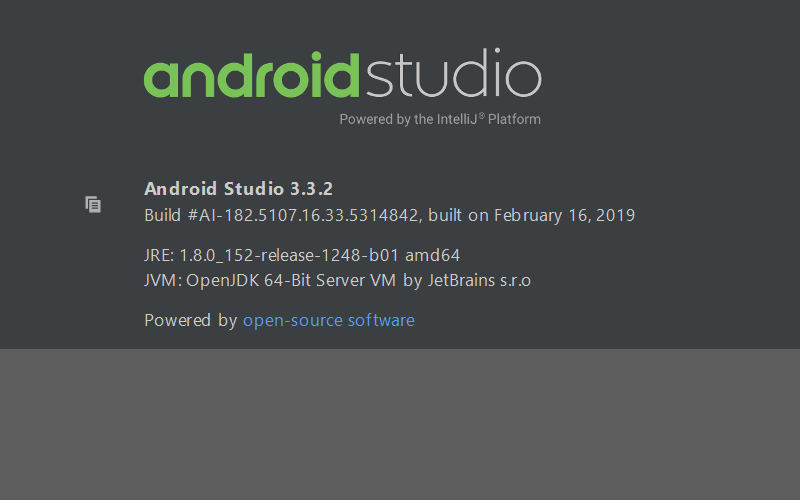 androidstudio
Powered by the IntelliJ® Platform
Android Studio 3.3.2
Build #AI-182.5107.16.33.5314842, built on February 16, 2019
JRE: 1.8.0_152-release-1248-b01 amd64
JVM: OpenJDK 64-Bit Server VM by JetBrains s.r.o
Powered by open-source software